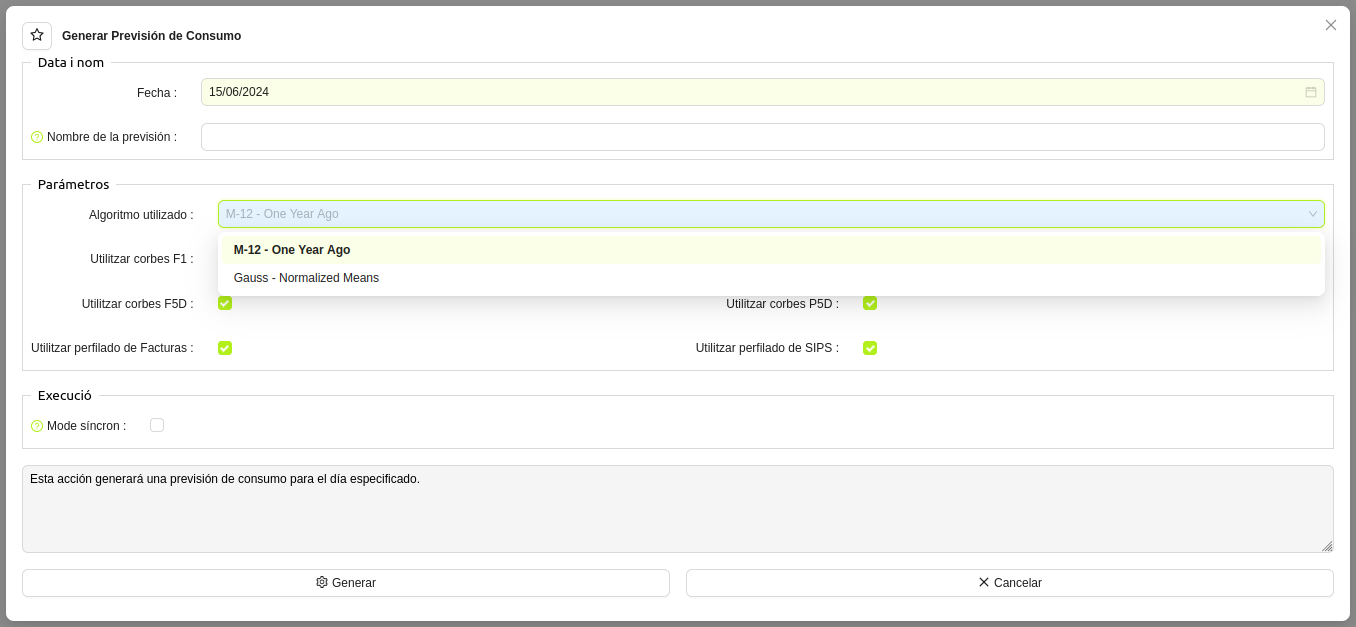 Generar Previsión de Consumo
Data i nom
Fecha : 15/06/2024
Nombre de la previsión :
Parámetros
Algoritmo utilizado : M-12 - One Year Ago
M-12 - One Year Ago
Utilitzar corbes F1 :
Gauss - Normalized Means
Utilitzar corbes F5D : Utilitzar corbes P5D :
Utilitzar perfilado de Facturas : Utilitzar perfilado de SIPS :
Execució
Mode síncron :
Esta acción generará una previsión de consumo para el día especificado.
Generar Cancelar